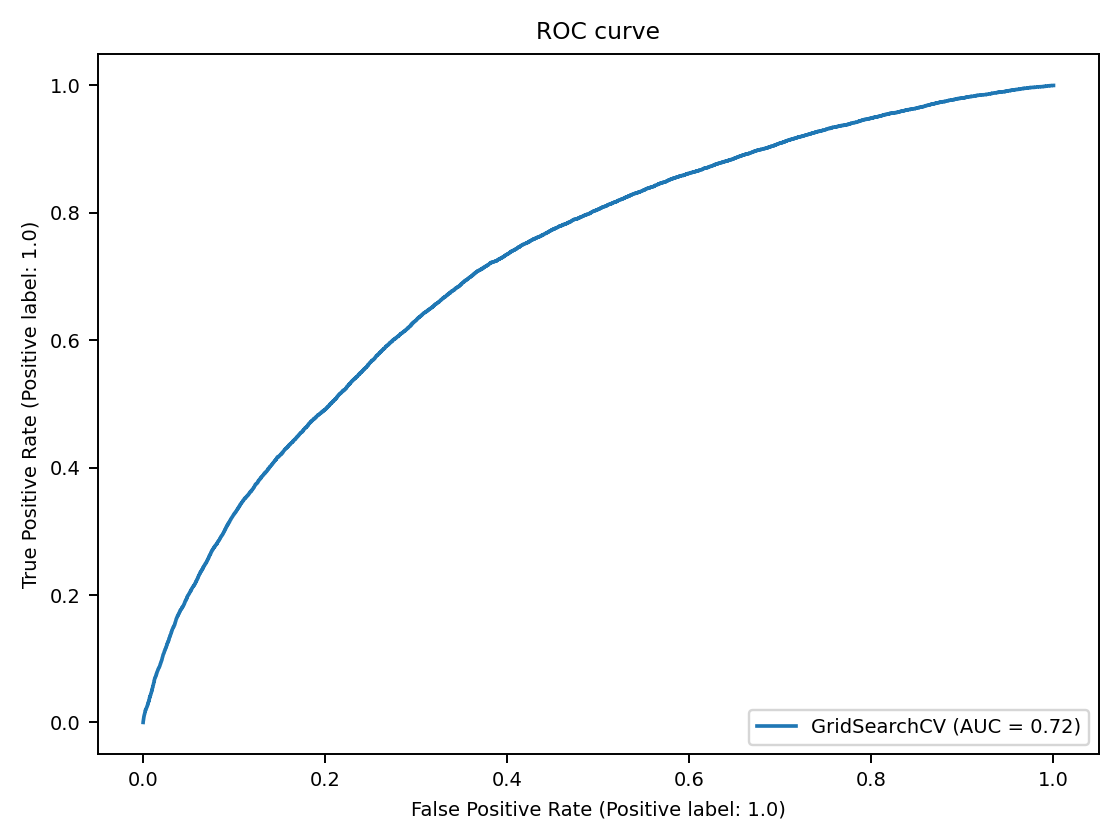 ROC curve
True Positive Rate (Positive label: 1.0)
1.0
0.8
0.6
0.4
0.2
0.0
GridSearchCV (AUC = 0.72)
0.0 0.2 0.4 0.6 0.8 1.0
False Positive Rate (Positive label: 1.0)